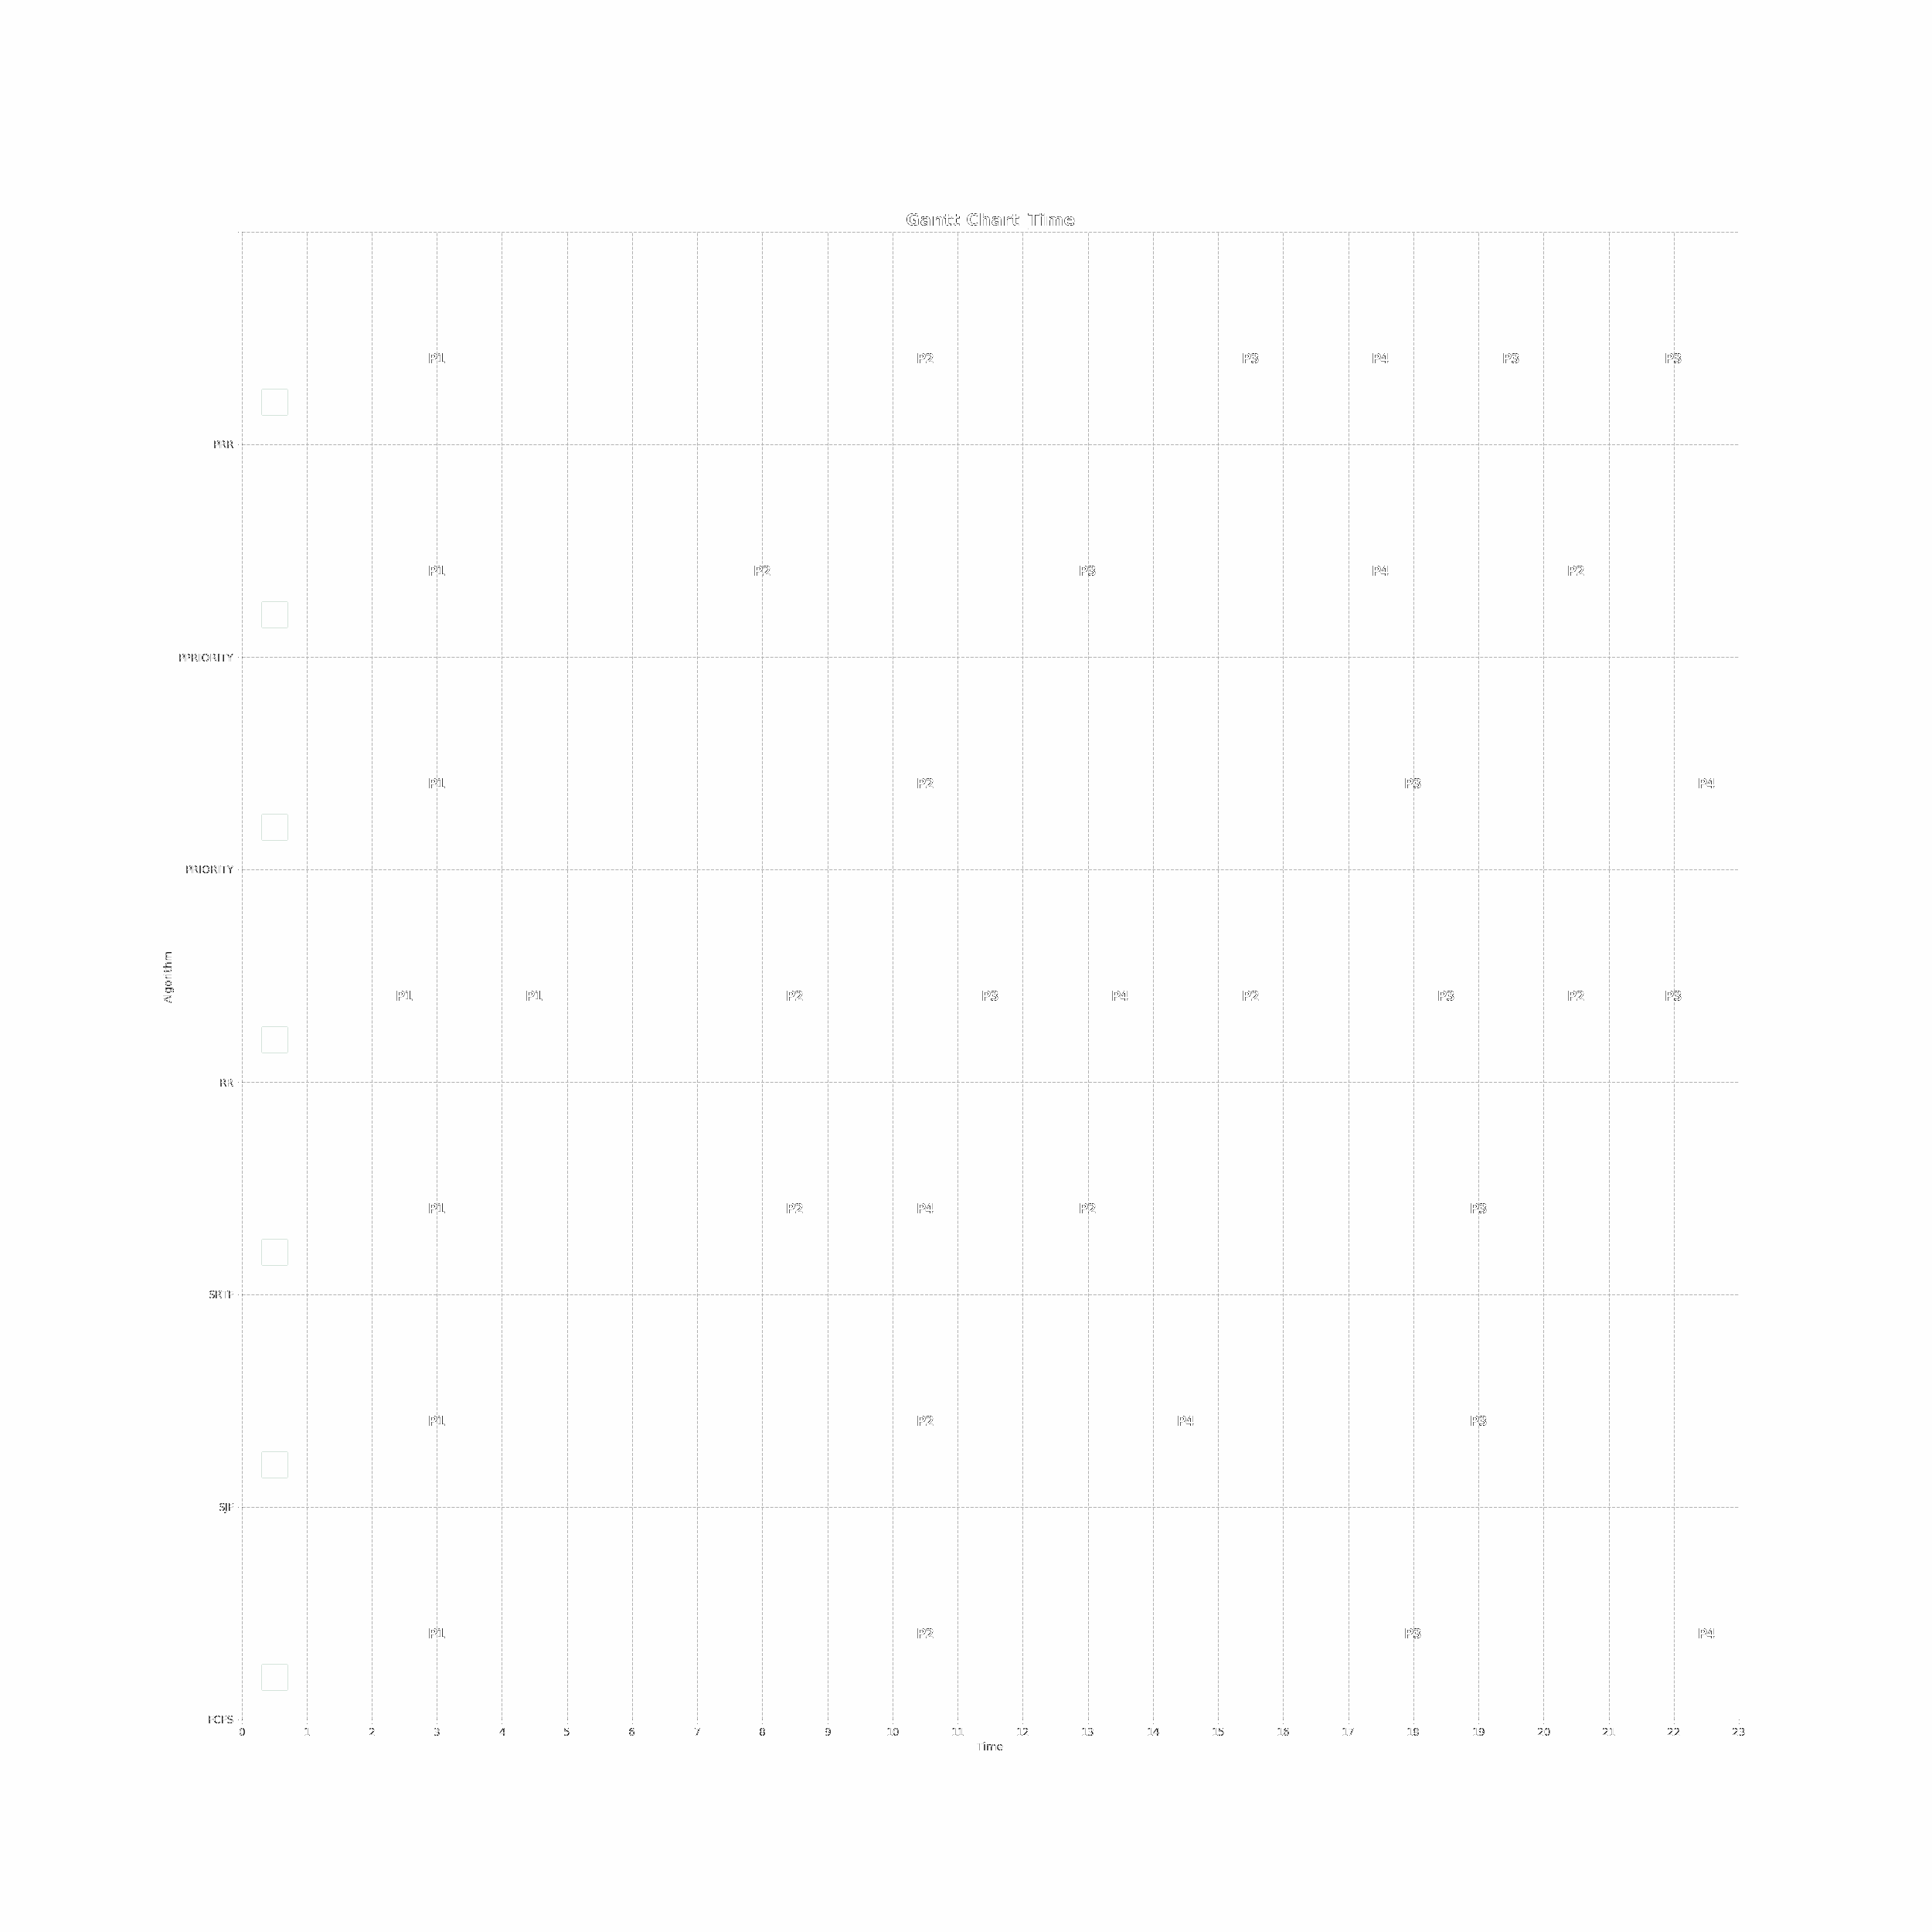 Gantt Chart Time
P1 P2 P3 P4 P3 P3
PRR
P1 P2 P3 P4 P2
PPRIORITY
P1 P2 P3 P4
PRIORITY
Agorithm
P1 P1 P2 P3 P4 P2 P3 P2 P3
RR
P1 P2 P4 P2 P3
SRTF
P1 P2 P4 P3
SJF
P1 P2 P3 P4
FCFS
0 1 2 3 4 5 6 7 8 9 10 11 12 13 14 15 16 17 18 19 20 21 22 23
Time